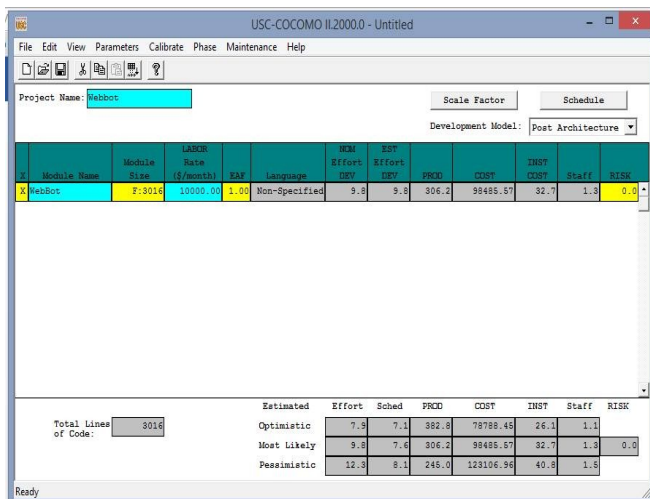 USC-COCOMO II.2000.0 - Untitled
File Edit View Parameters Calibrate Phase Maintenance Help
Project Name: Webbot
Scale Factor Schedule
Development Model: Post Architecture
X Module Name Module Size LABOR Rate ($/month) EAF Language NOM Effort DEV EST Effort DEV PROD COST INST COST Staff RISK
X WebBot F:3016 10000.00 1.00 Non-Specified 9.8 9.8 306.2 98485.57 32.7 1.3 0.0
Estimated Effort Sched PROD COST INST Staff RISK
Total Lines of Code: 3016
Optimistic 7.9 7.1 382.8 78788.45 26.1 1.1
Most Likely 9.8 7.6 306.2 98485.57 32.7 1.3 0.0
Pessimistic 12.3 8.1 245.0 123106.96 40.8 1.5
Ready